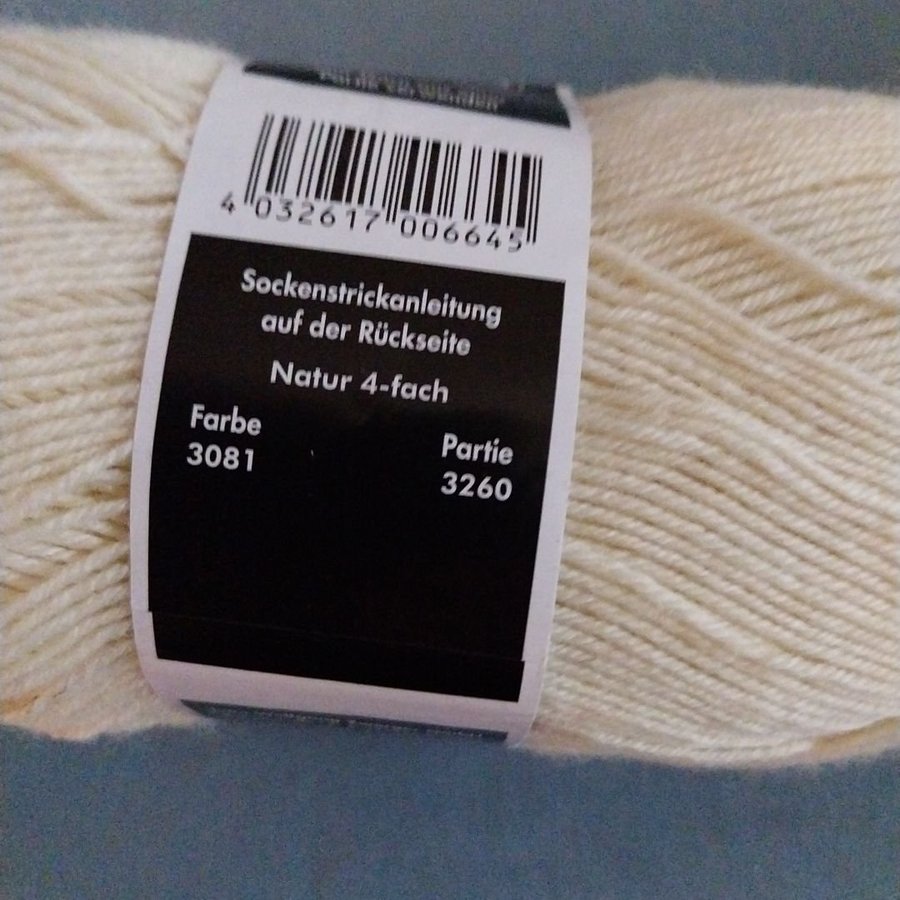 4 032617 006645
Sockenstrickanleitung
auf der Rückseite
Natur 4-fach
Farbe
3081
Partie
3260